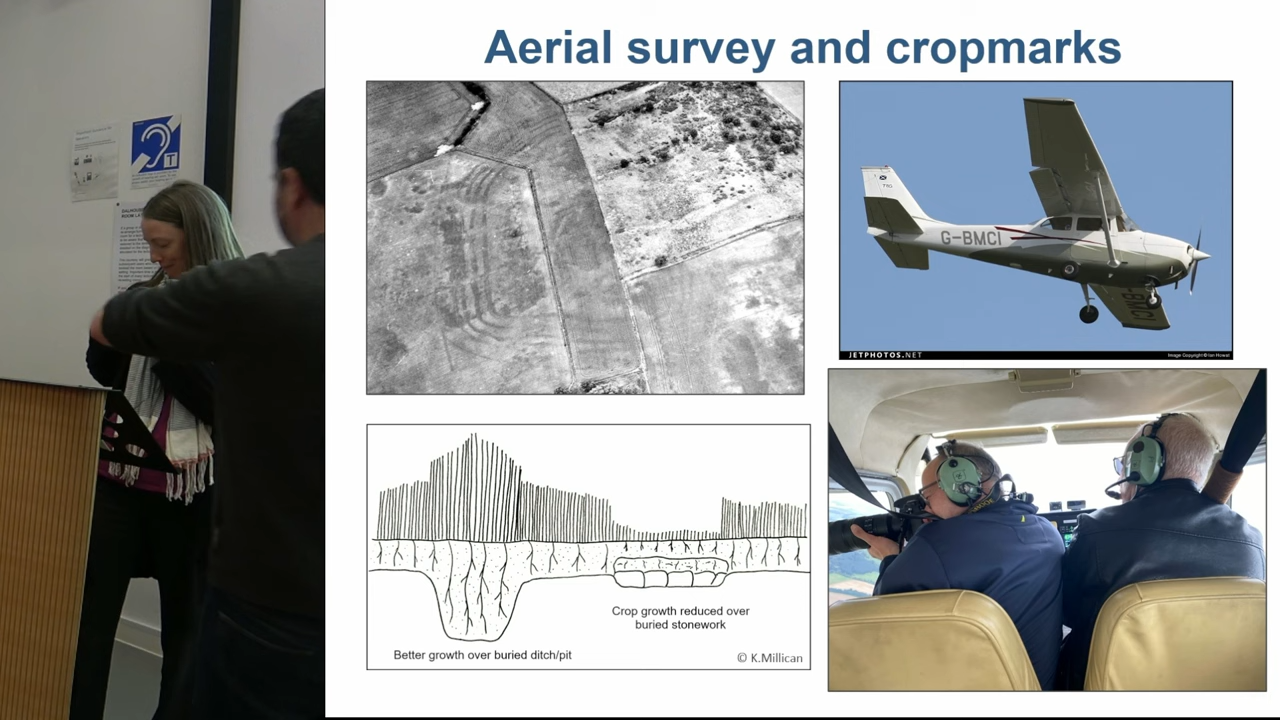 Aerial survey and cropmarks
G-BMCI
JETPHOTOS.NET
Image Copyright © Ian Howat
Crop growth reduced over
buried stonework
Better growth over buried ditch/pit
© K.Millican
T